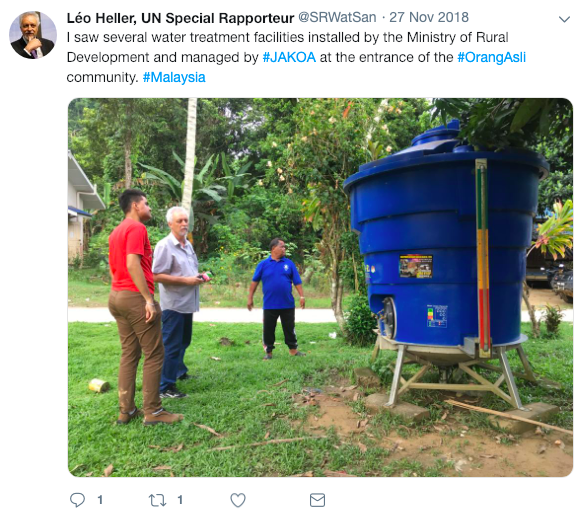 Léo Heller, UN Special Rapporteur @SRWatSan · 27 Nov 2018
I saw several water treatment facilities installed by the Ministry of Rural
Development and managed by #JAKOA at the entrance of the #OrangAsli
community. #Malaysia
1 1